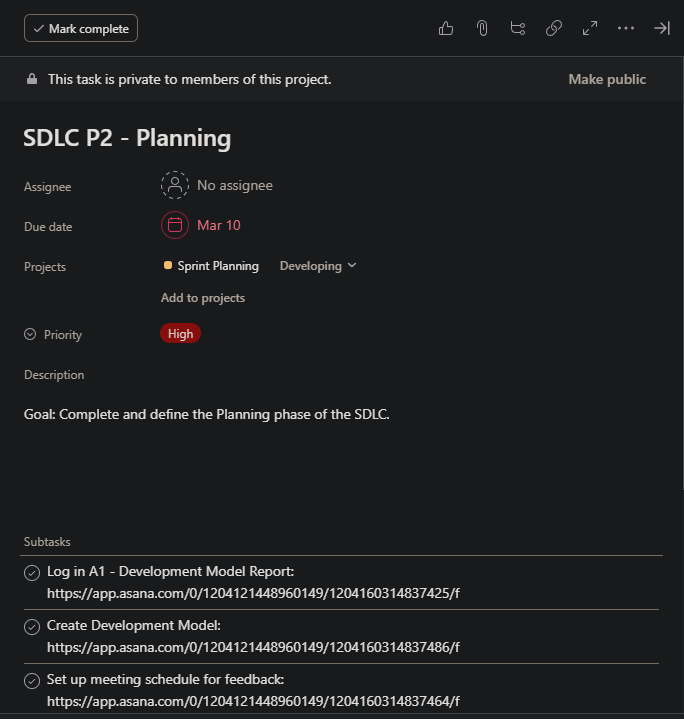 Mark complete
This task is private to members of this project.
Make public
SDLC P2 - Planning
Assignee
No assignee
Due date
Mar 10
Projects
Sprint Planning
Developing
Add to projects
Priority
High
Description
Goal: Complete and define the Planning phase of the SDLC.
Subtasks
Log in A1 - Development Model Report:
https://app.asana.com/0/1204121448960149/1204160314837425/f
Create Development Model:
https://app.asana.com/0/1204121448960149/1204160314837486/f
Set up meeting schedule for feedback:
https://app.asana.com/0/1204121448960149/1204160314837464/f